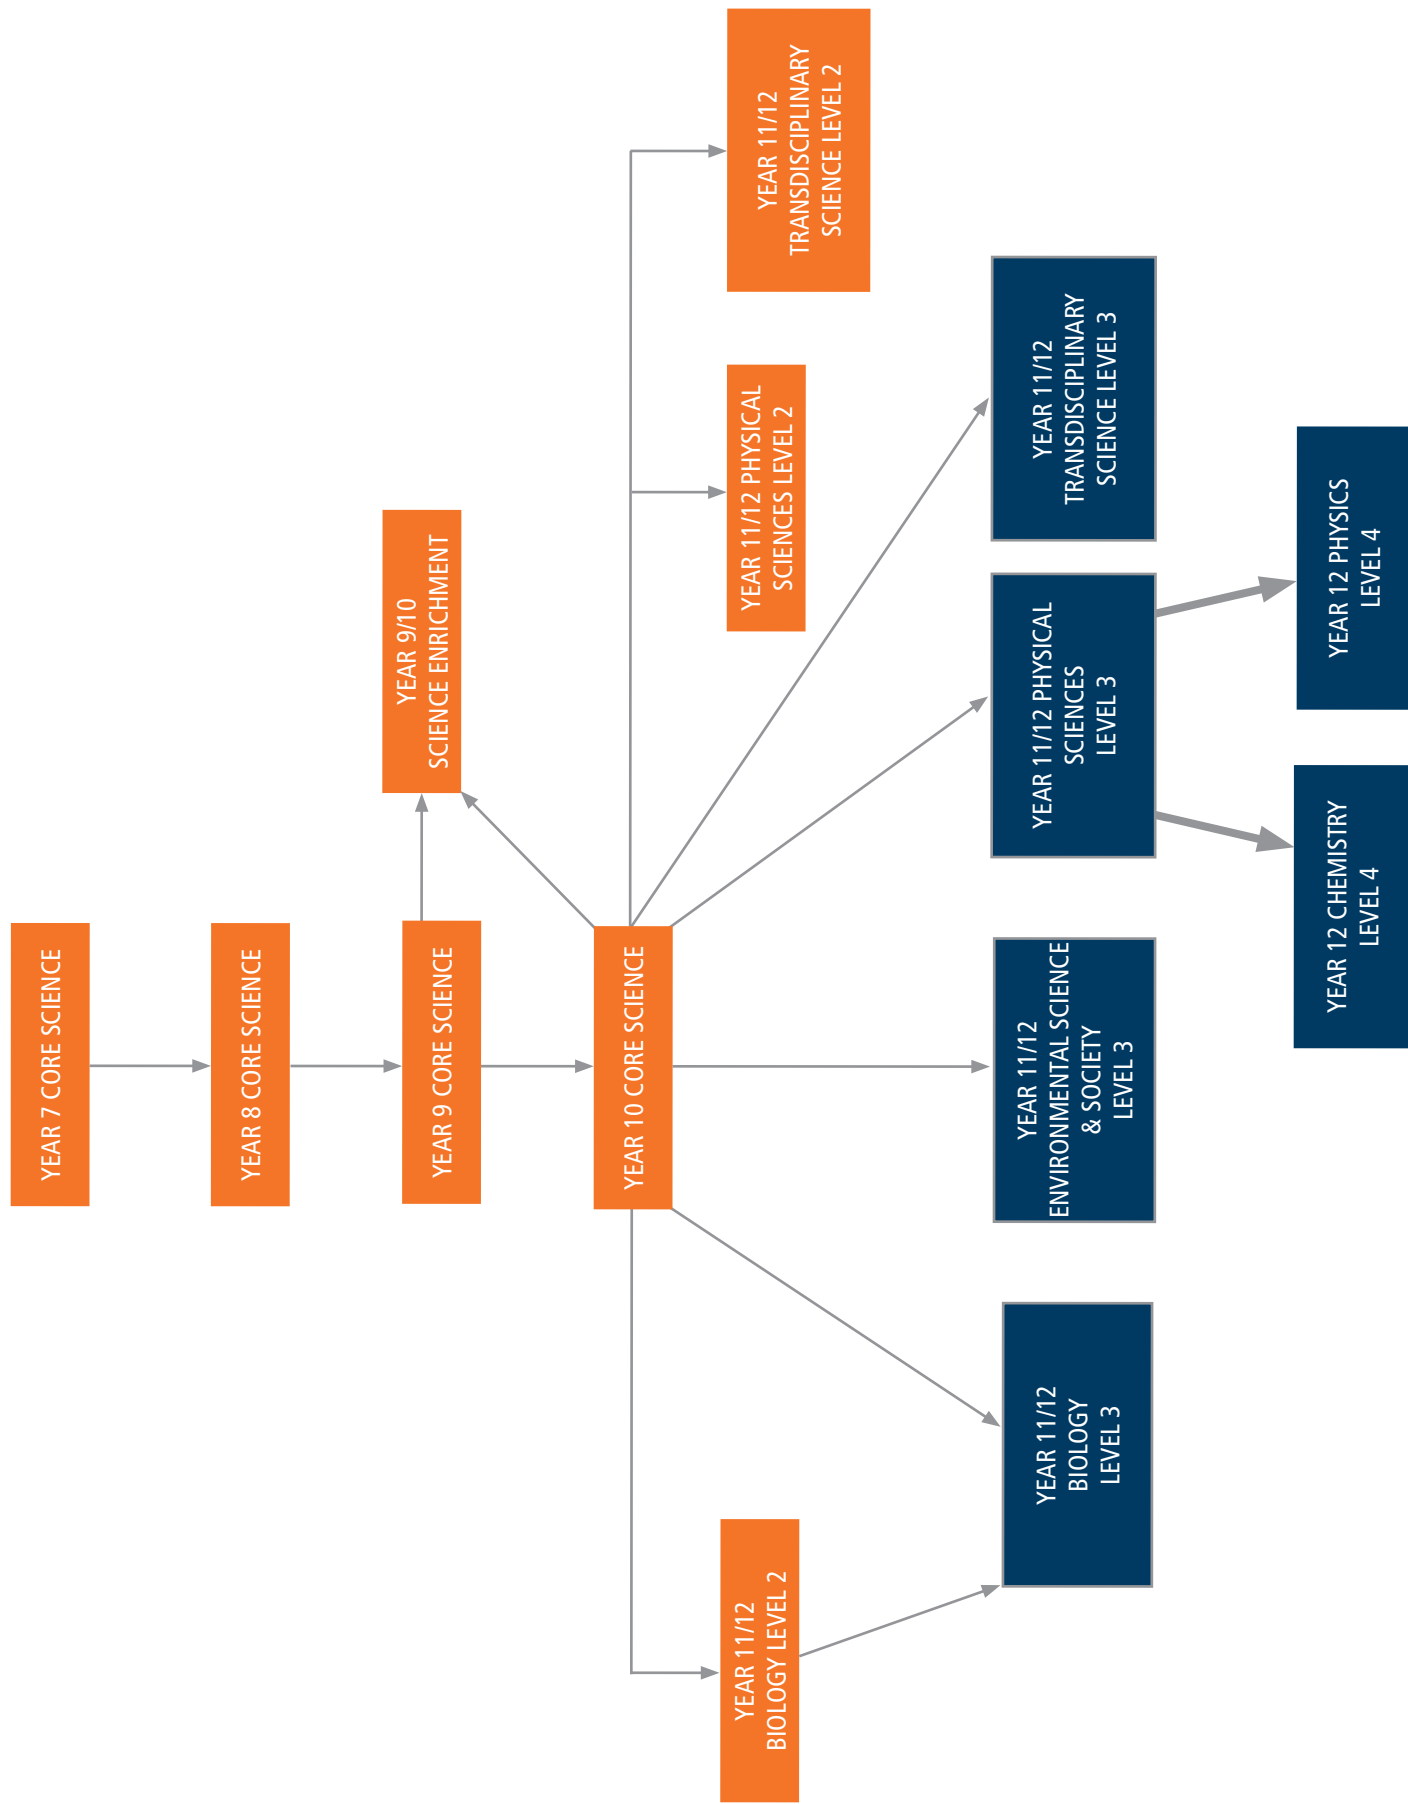 YEAR 7 CORE SCIENCE
YEAR 8 CORE SCIENCE
YEAR 9 CORE SCIENCE
YEAR 9/10
SCIENCE ENRICHMENT
YEAR 10 CORE SCIENCE
YEAR 11/12
BIOLOGY LEVEL 2
YEAR 11/12 PHYSICAL
SCIENCES LEVEL 2
YEAR 11/12
TRANSDISCIPLINARY
SCIENCE LEVEL 2
YEAR 11/12
BIOLOGY
LEVEL 3
YEAR 11/12
ENVIRONMENTAL SCIENCE
& SOCIETY
LEVEL 3
YEAR 11/12 PHYSICAL
SCIENCES
LEVEL 3
YEAR 11/12
TRANSDISCIPLINARY
SCIENCE LEVEL 3
YEAR 12 CHEMISTRY
LEVEL 4
YEAR 12 PHYSICS
LEVEL 4